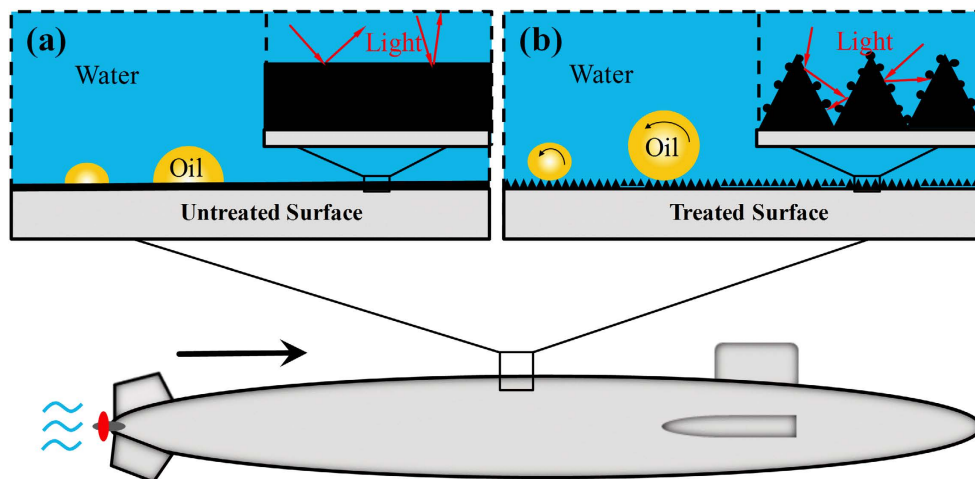 (a)
Light
Water
Oil
Untreated Surface
(b)
Light
Water
Oil
Treated Surface